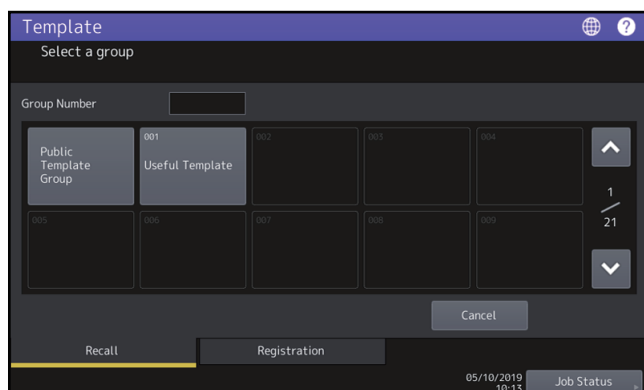 Template
?
Select a group
Group Number
Public
Template
Group
001
Useful Template
002
003
004
1
21
005
006
007
008
009
Cancel
Recall
Registration
05/10/2019
10:13
Job Status